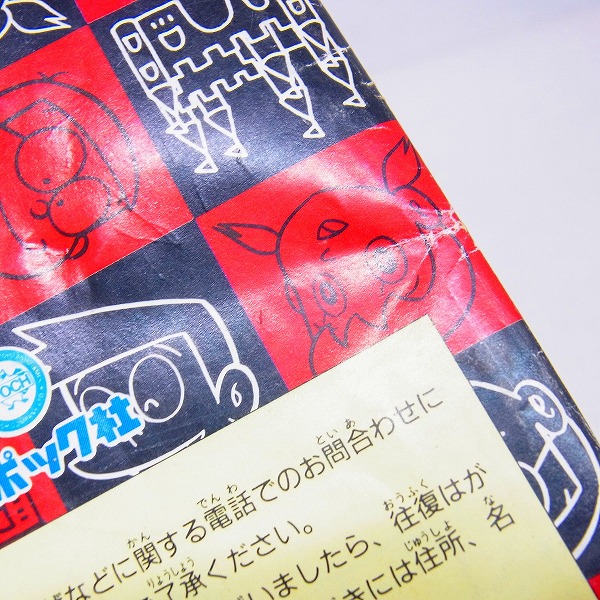 EPOCH
ポック社
などに関する電話でのお問合わせに
了承ください。
いましたら、往復はが
きには住所、名